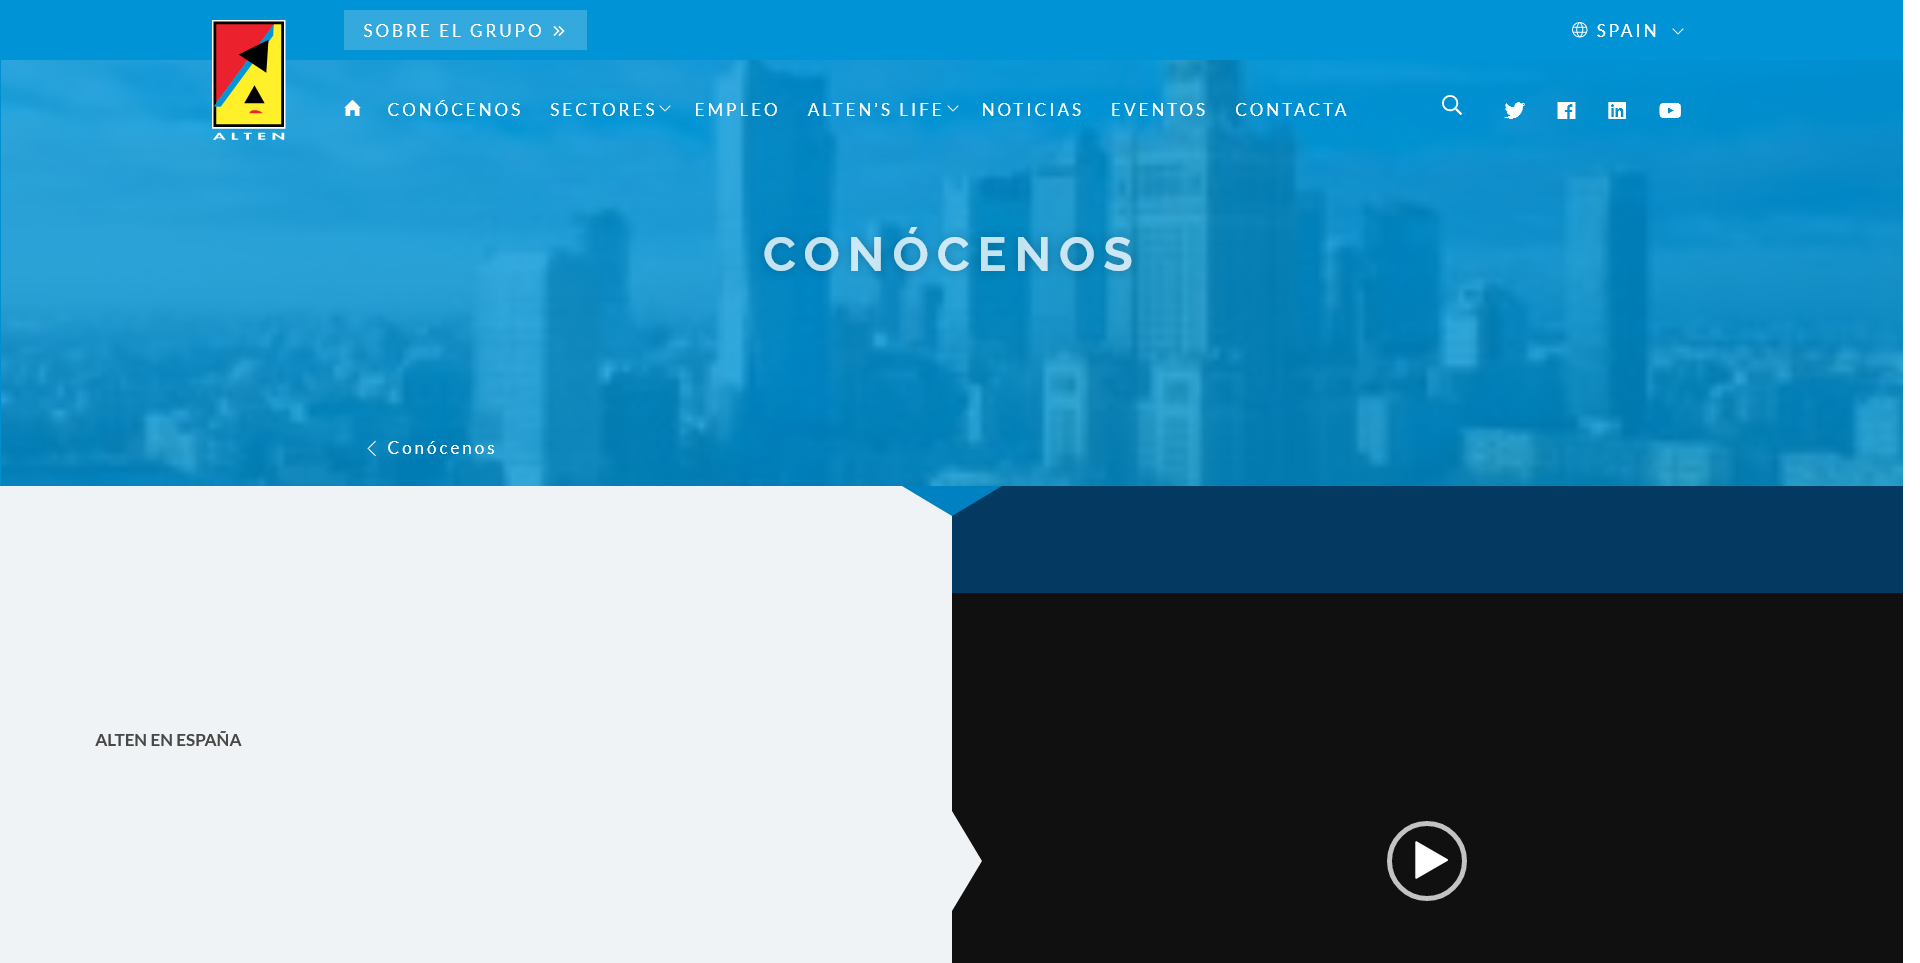 SOBRE EL GRUPO »
SPAIN
ALTEN
CONÓCENOS SECTORES EMPLEO ALTEN’S LIFE NOTICIAS EVENTOS CONTACTA
CONÓCENOS
Conócenos
ALTEN EN ESPAÑA